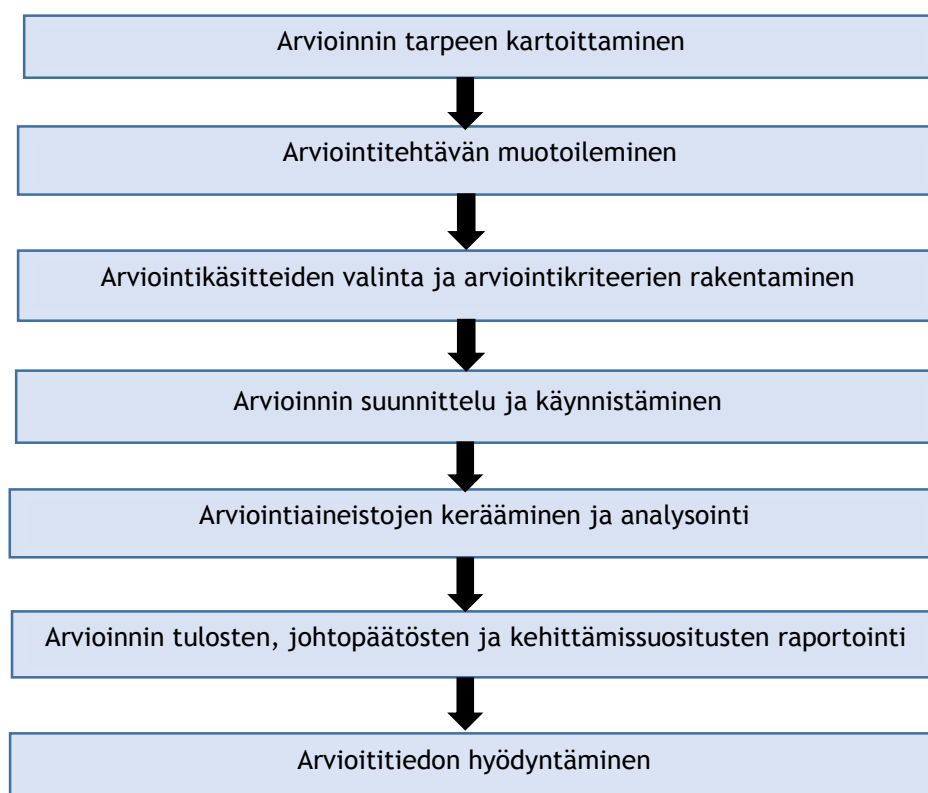 Arvioinnin tarpeen kartoittaminen
Arviointitehtävän muotoileminen
Arviointikäsitteiden valinta ja arviointikriteerien rakentaminen
Arvioinnin suunnittelu ja käynnistäminen
Arviointiaineistojen kerääminen ja analysointi
Arvioinnin tulosten, johtopäätösten ja kehittämissuositusten raportointi
Arvioititiedon hyödyntäminen